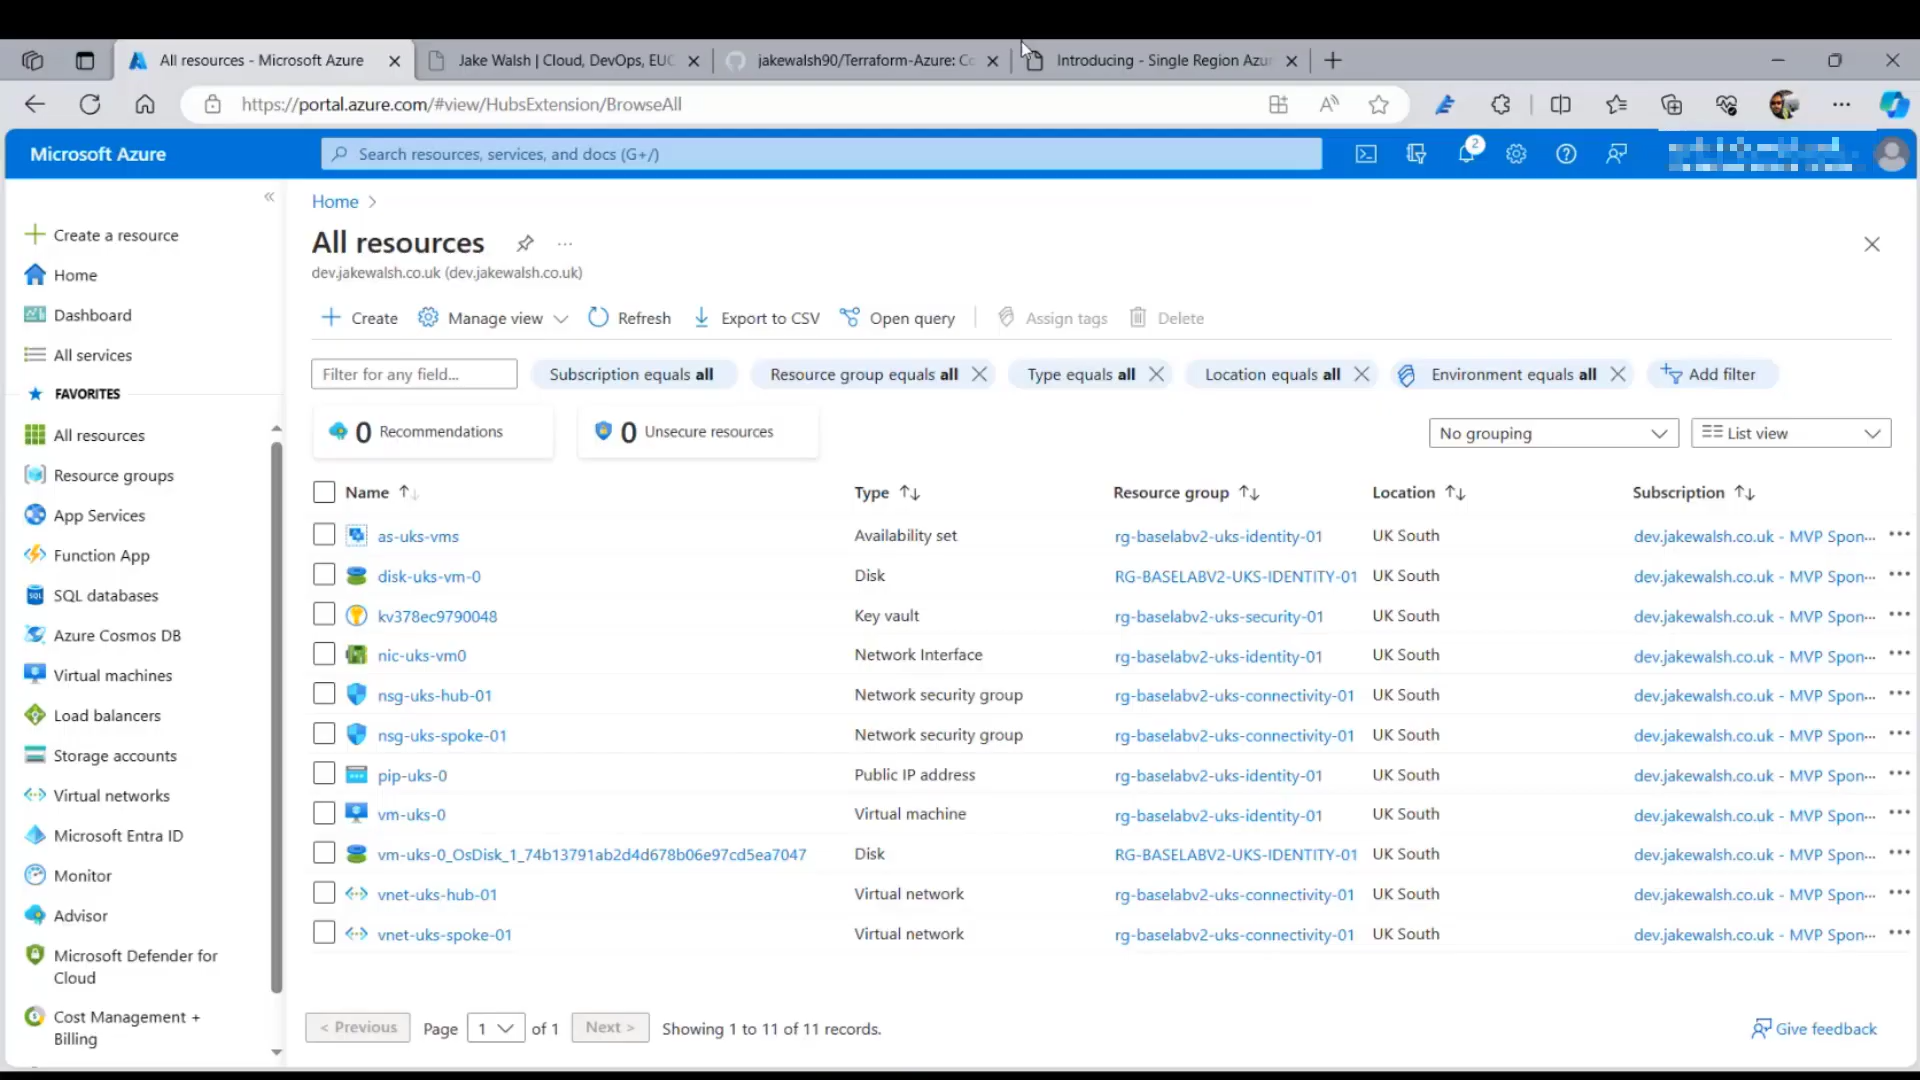 All resources - Microsoft Azure
Jake Walsh | Cloud, DevOps, EUC
jakewalsh90/Terraform-Azure: Co
Introducing - Single Region Azur
https://portal.azure.com/#view/HubsExtension/BrowseAll
Microsoft Azure
Search resources, services, and docs (G+/)
2
Create a resource
Home
Dashboard
All services
FAVORITES
All resources
Resource groups
App Services
Function App
SQL databases
Azure Cosmos DB
Virtual machines
Load balancers
Storage accounts
Virtual networks
Microsoft Entra ID
Monitor
Advisor
Microsoft Defender for
Cloud
Cost Management +
Billing
Home >
All resources
dev.jakewalsh.co.uk (dev.jakewalsh.co.uk)
Create Manage view Refresh Export to CSV Open query Assign tags Delete
Filter for any field... Subscription equals all Resource group equals all Type equals all Location equals all Environment equals all Add filter
0 Recommendations 0 Unsecure resources
No grouping List view
Name Type Resource group Location Subscription
as-uks-vms Availability set rg-baselabv2-uks-identity-01 UK South dev.jakewalsh.co.uk - MVP Spon...
disk-uks-vm-0 Disk RG-BASELABV2-UKS-IDENTITY-01 UK South dev.jakewalsh.co.uk - MVP Spon...
kv378ec9790048 Key vault rg-baselabv2-uks-security-01 UK South dev.jakewalsh.co.uk - MVP Spon...
nic-uks-vm0 Network Interface rg-baselabv2-uks-identity-01 UK South dev.jakewalsh.co.uk - MVP Spon...
nsg-uks-hub-01 Network security group rg-baselabv2-uks-connectivity-01 UK South dev.jakewalsh.co.uk - MVP Spon...
nsg-uks-spoke-01 Network security group rg-baselabv2-uks-connectivity-01 UK South dev.jakewalsh.co.uk - MVP Spon...
pip-uks-0 Public IP address rg-baselabv2-uks-identity-01 UK South dev.jakewalsh.co.uk - MVP Spon...
vm-uks-0 Virtual machine rg-baselabv2-uks-identity-01 UK South dev.jakewalsh.co.uk - MVP Spon...
vm-uks-0_OsDisk_1_74b13791ab2d4d678b06e97cd5ea7047 Disk RG-BASELABV2-UKS-IDENTITY-01 UK South dev.jakewalsh.co.uk - MVP Spon...
vnet-uks-hub-01 Virtual network rg-baselabv2-uks-connectivity-01 UK South dev.jakewalsh.co.uk - MVP Spon...
vnet-uks-spoke-01 Virtual network rg-baselabv2-uks-connectivity-01 UK South dev.jakewalsh.co.uk - MVP Spon...
< Previous Page 1 of 1 Next > Showing 1 to 11 of 11 records. Give feedback